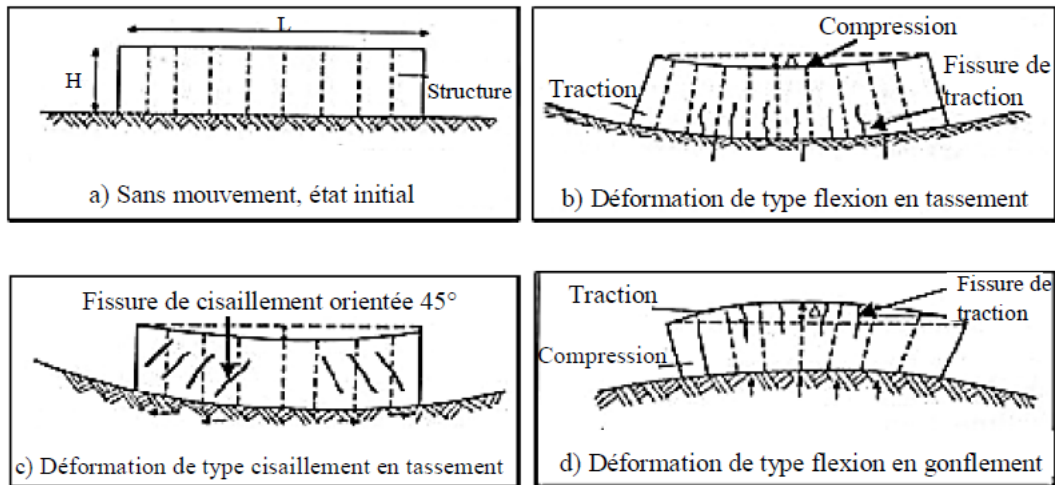 L
H
Structure
a) Sans mouvement, état initial
Compression
Δ
Fissure de
traction
Traction
b) Déformation de type flexion en tassement
Fissure de cisaillement orientée 45°
c) Déformation de type cisaillement en tassement
Traction
Fissure de
traction
Δ
Compression
d) Déformation de type flexion en gonflement